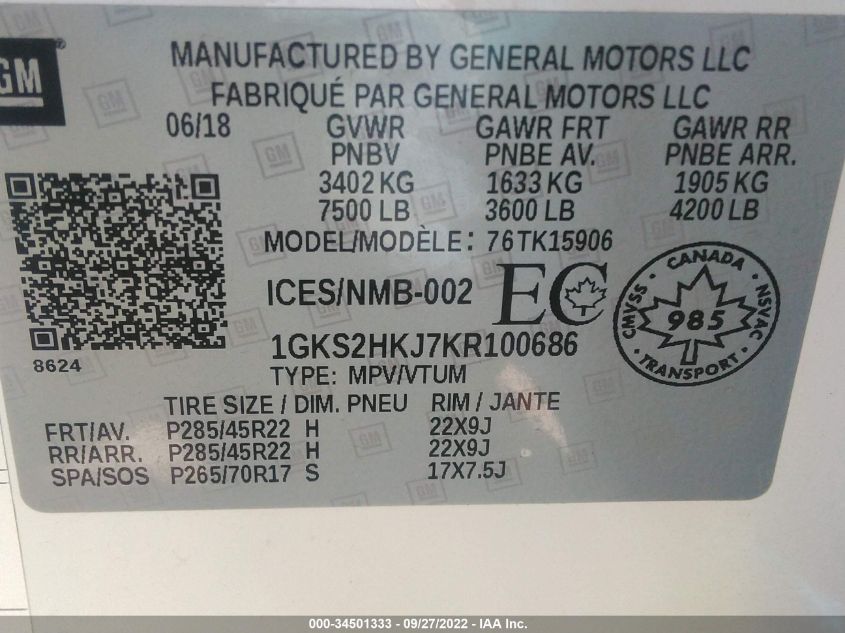 GM
MANUFACTURED BY GENERAL MOTORS LLC
FABRIQUÉ PAR GENERAL MOTORS LLC
06/18 GVWR GAWR FRT GAWR RR
PNBV PNBE AV. PNBE ARR.
3402 KG 1633 KG 1905 KG
7500 LB 3600 LB 4200 LB
MODEL/MODÈLE: 76TK15906
ICES/NMB-002 EC
CANADA
CMVSS 985 NSVAC
TRANSPORT
1GKS2HKJ7KR100686
8624
TYPE: MPV/VTUM
TIRE SIZE / DIM. PNEU RIM / JANTE
FRT/AV. P285/45R22 H 22X9J
RR/ARR. P285/45R22 H 22X9J
SPA/SOS P265/70R17 S 17X7.5J
000-34501333 - 09/27/2022 - IAA Inc.